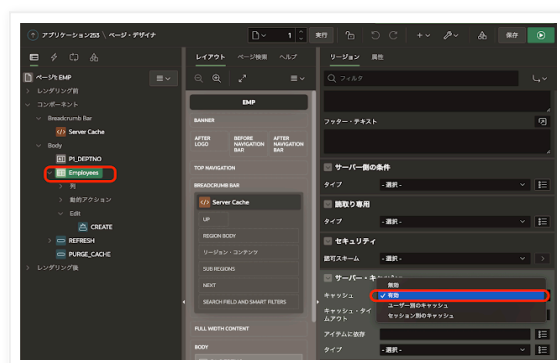 アプリケーション253 \ ページ・デザイナ
1
実行
保存
ページ1: EMP
レンダリング前
コンポーネント
Breadcrumb Bar
Server Cache
Body
P1_DEPTNO
Employees
列
動的アクション
Edit
CREATE
REFRESH
PURGE_CACHE
レンダリング後
レイアウト
ページ検索
ヘルプ
EMP
BANNER
AFTER LOGO
BEFORE NAVIGATION BAR
AFTER NAVIGATION BAR
TOP NAVIGATION
BREADCRUMB BAR
Server Cache
UP
REGION BODY
リージョン・コンテンツ
SUB REGIONS
NEXT
SEARCH FIELD AND SMART FILTERS
FULL WIDTH CONTENT
BODY
リージョン
属性
フィルタ
フッター・テキスト
サーバー側の条件
タイプ
- 選択 -
読取り専用
タイプ
- 選択 -
セキュリティ
認可スキーム
- 選択 -
サーバー・キ
無効
キャッシュ
✓ 有効
ユーザー別のキャッシュ
キャッシュ・タイムアウト
セッション別のキャッシュ
アイテムに依存
タイプ
- 選択 -